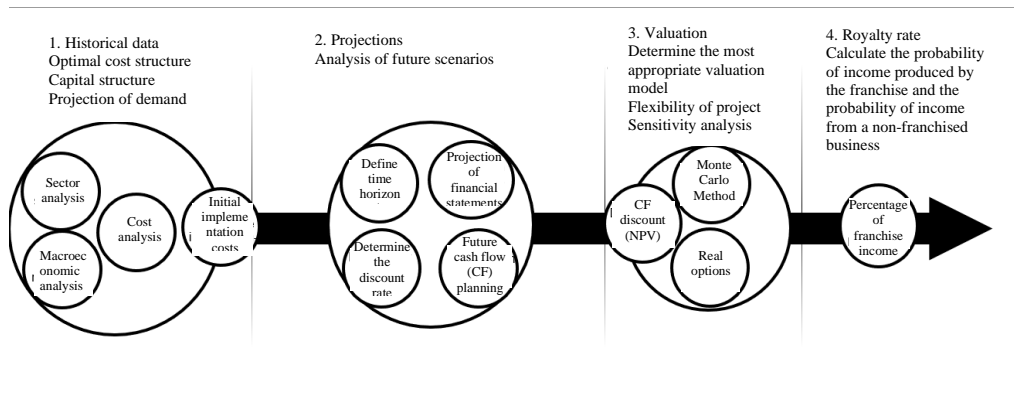 1. Historical data
Optimal cost structure
Capital structure
Projection of demand
2. Projections
Analysis of future scenarios
3. Valuation
Determine the most
appropriate valuation
model
Flexibility of project
Sensitivity analysis
4. Royalty rate
Calculate the probability
of income produced by
the franchise and the
probability of income
from a non-franchised
business
Sector
analysis
Cost
analysis
Macroec
onomic
analysis
Initial
impleme
ntation
costs
Define
time
horizon
Projection
of
financial
statements
Determine
the
discount
rate
Future
cash flow
(CF)
planning
CF
discount
(NPV)
Monte
Carlo
Method
Real
options
Percentage
of
franchise
income